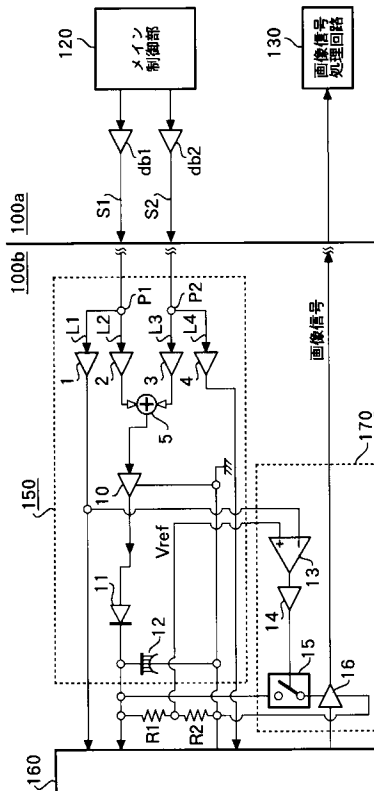 120
メイン
制御部
130
画像信号
処理回路
db1
db2
S1
S2
100a
100b
P1
P2
L1
L2
L3
L4
1
2
3
4
5
150
10
11
12
Vref
画像信号
170
13
14
15
16
R1
R2
160
+
-